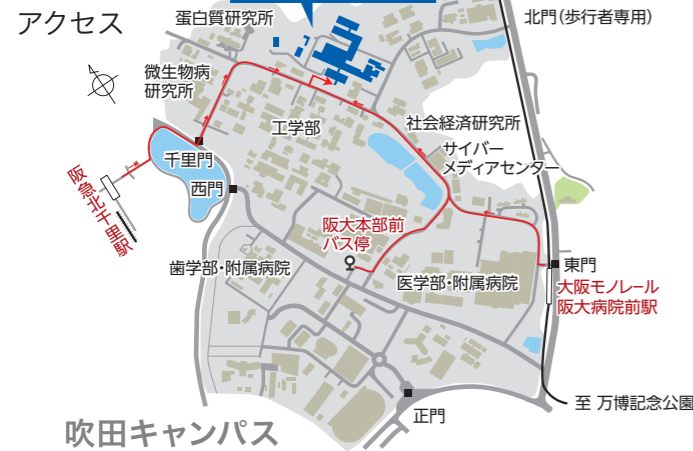 アクセス
蛋白質研究所
北門(歩行者専用)
微生物病
研究所
工学部
社会経済研究所
サイバー
メディアセンター
千里門
西門
阪急北千里駅
阪大本部前
バス停
歯学部・附属病院
医学部・附属病院
東門
大阪モノレール
阪大病院前駅
至 万博記念公園
正門
吹田キャンパス